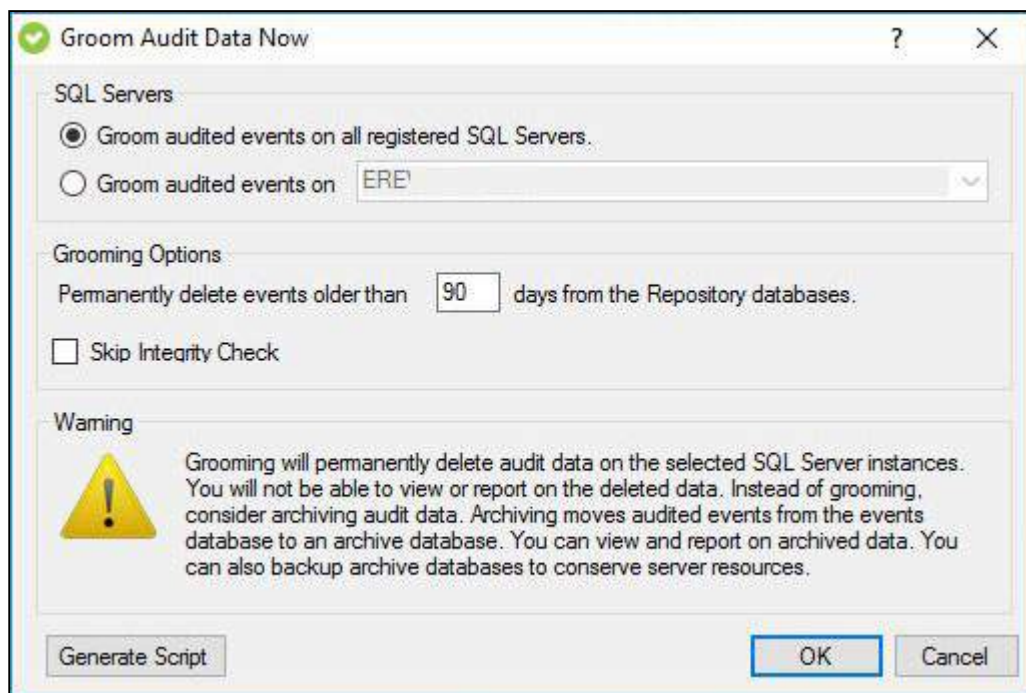 Groom Audit Data Now
?
SQL Servers
Groom audited events on all registered SQL Servers.
Groom audited events on
ERE\
Grooming Options
Permanently delete events older than 90 days from the Repository databases.
Skip Integrity Check
Warning
Grooming will permanently delete audit data on the selected SQL Server instances.
You will not be able to view or report on the deleted data. Instead of grooming,
consider archiving audit data. Archiving moves audited events from the events
database to an archive database. You can view and report on archived data. You
can also backup archive databases to conserve server resources.
Generate Script
OK
Cancel